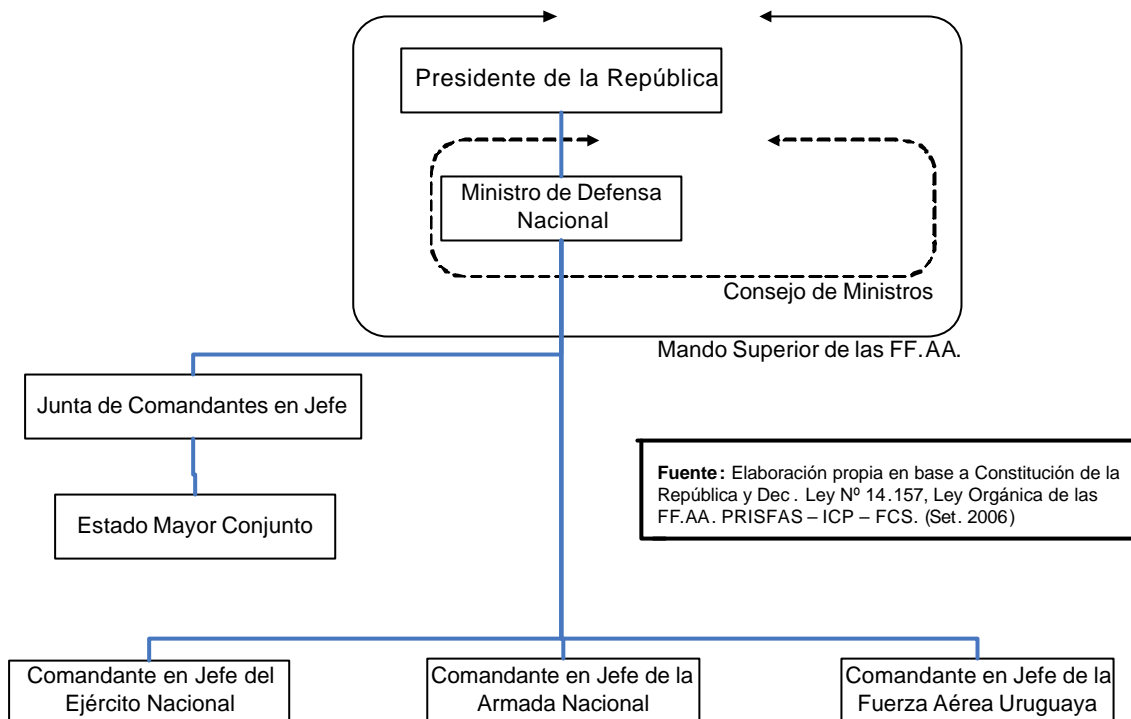 Presidente de la República
Ministro de Defensa
Nacional
Consejo de Ministros
Mando Superior de las FF.AA.
Junta de Comandantes en Jefe
Estado Mayor Conjunto
Fuente: Elaboración propia en base a Constitución de la
República y Dec. Ley Nº 14.157, Ley Orgánica de las
FF.AA. PRISFAS – ICP – FCS. (Set. 2006)
Comandante en Jefe del
Ejército Nacional
Comandante en Jefe de la
Armada Nacional
Comandante en Jefe de la
Fuerza Aérea Uruguaya